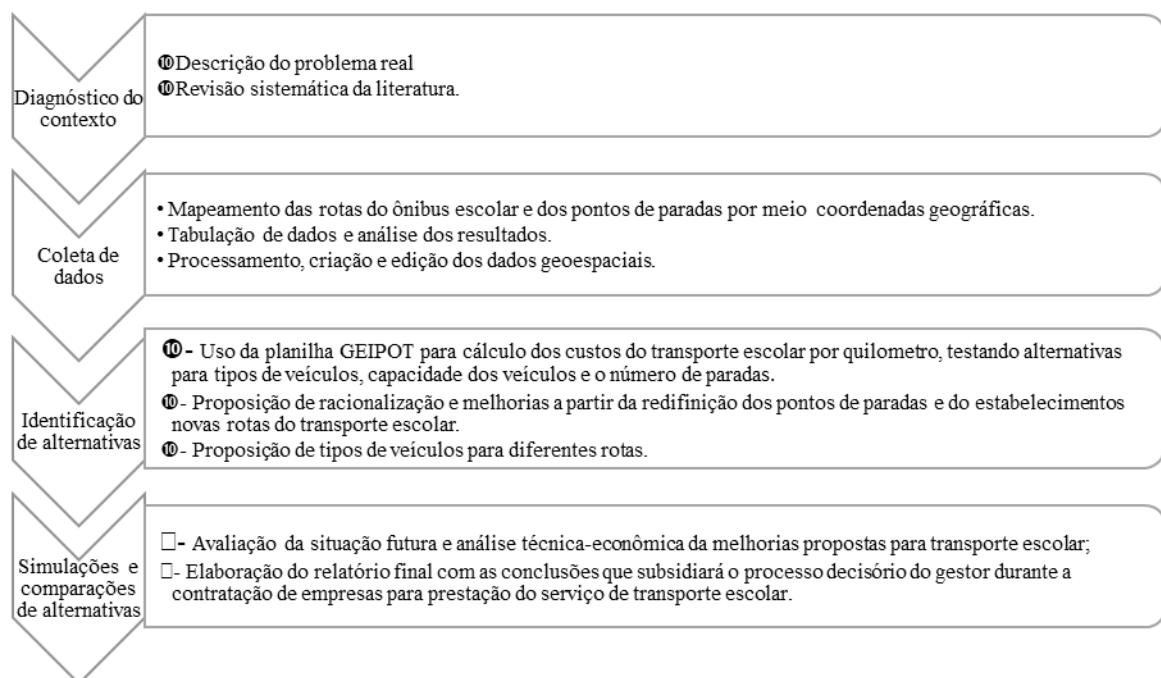 Diagnóstico do
contexto
❿Descrição do problema real
❿Revisão sistemática da literatura.
Coleta de
dados
• Mapeamento das rotas do ônibus escolar e dos pontos de paradas por meio coordenadas geográficas.
• Tabulação de dados e análise dos resultados.
• Processamento, criação e edição dos dados geoespaciais.
Identificação
de alternativas
❿- Uso da planilha GEIPOT para cálculo dos custos do transporte escolar por quilometro, testando alternativas
para tipos de veículos, capacidade dos veículos e o número de paradas.
❿- Proposição de racionalização e melhorias a partir da redifinição dos pontos de paradas e do estabelecimentos
novas rotas do transporte escolar.
❿- Proposição de tipos de veículos para diferentes rotas.
Simulações e
comparações
de alternativas
□- Avaliação da situação futura e análise técnica-econômica da melhorias propostas para transporte escolar;
□- Elaboração do relatório final com as conclusões que subsidiará o processo decisório do gestor durante a
contratação de empresas para prestação do serviço de transporte escolar.